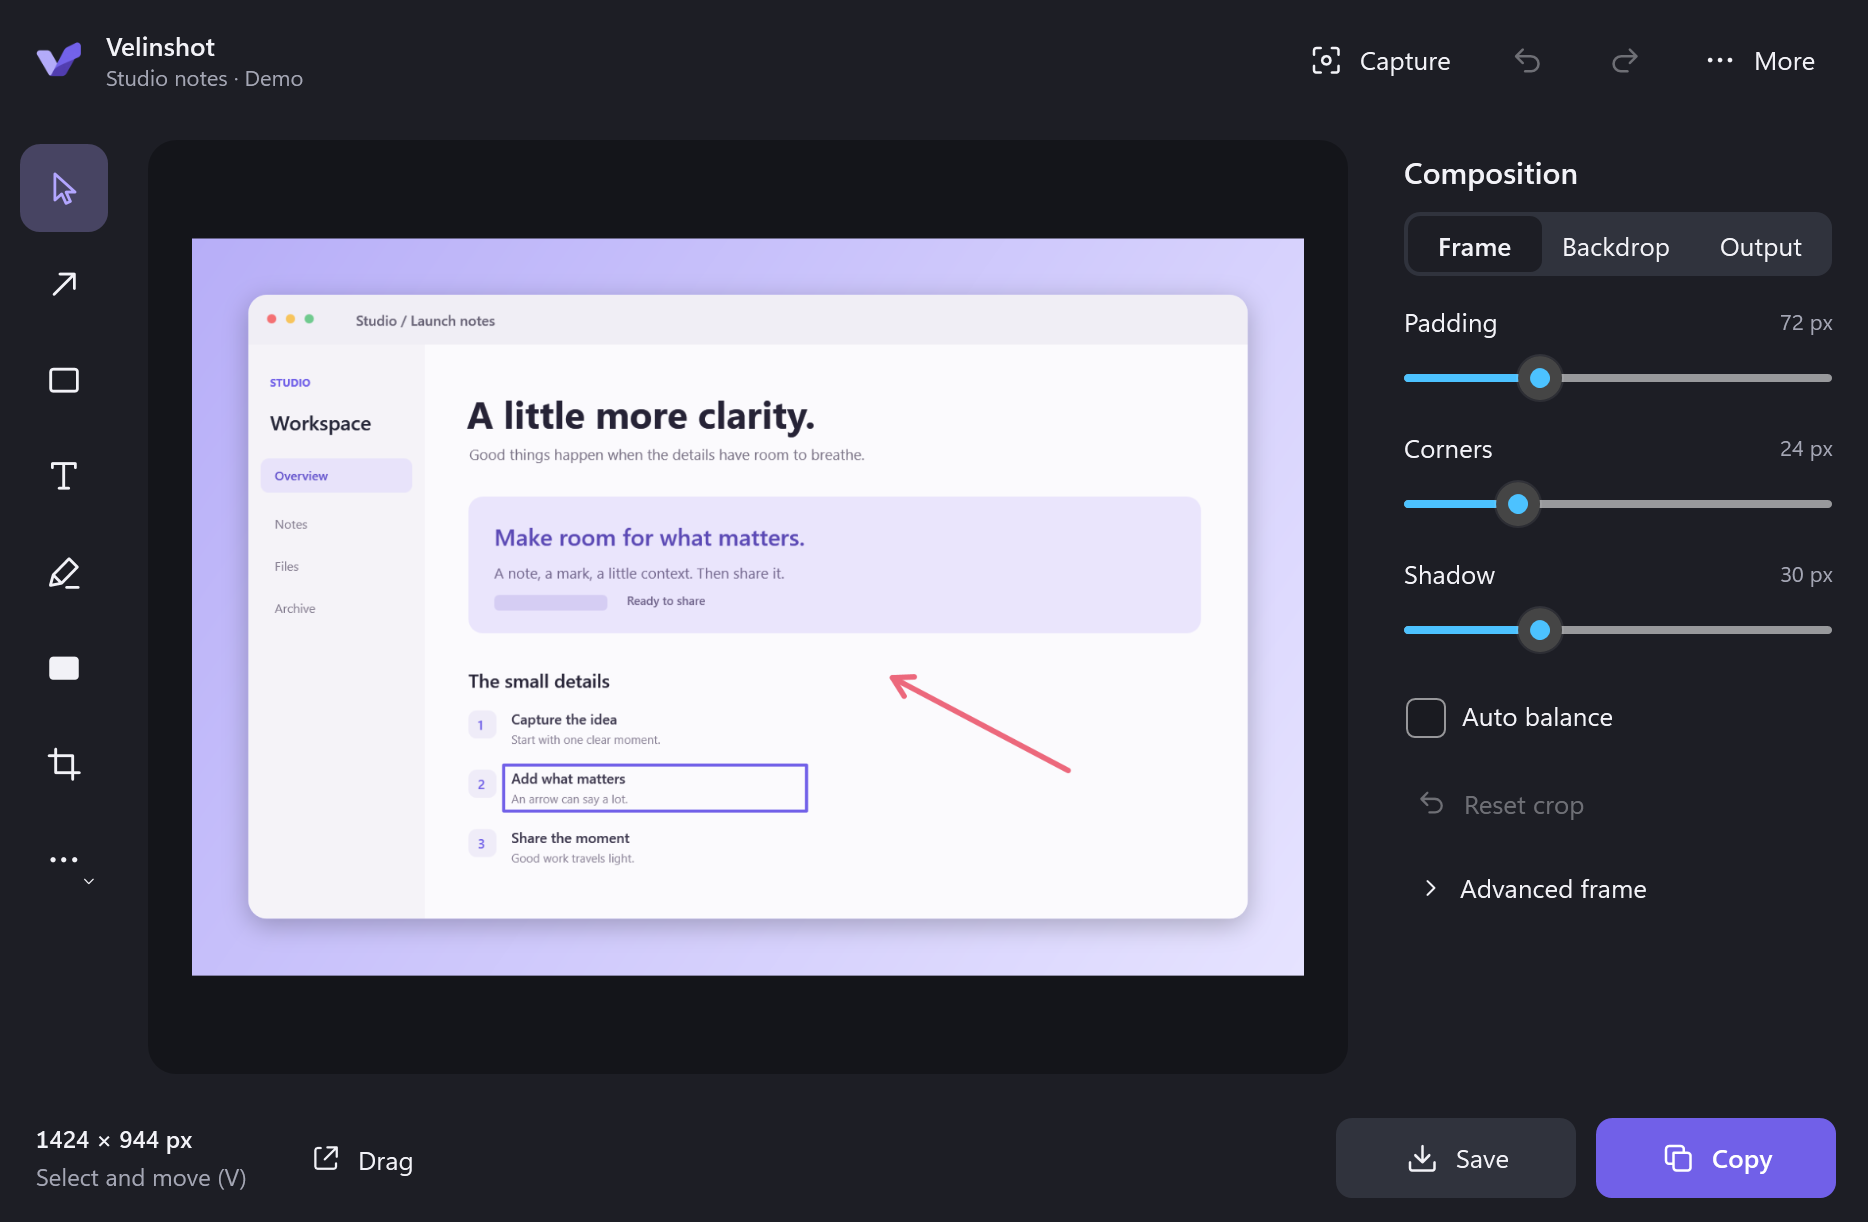 Velinshot
Studio notes · Demo
Capture
More
Studio / Launch notes
STUDIO
Workspace
Overview
Notes
Files
Archive
A little more clarity.
Good things happen when the details have room to breathe.
Make room for what matters.
A note, a mark, a little context. Then share it.
Ready to share
The small details
1
Capture the idea
Start with one clear moment.
2
Add what matters
An arrow can say a lot.
3
Share the moment
Good work travels light.
Composition
Frame Backdrop Output
Padding 72 px
Corners 24 px
Shadow 30 px
Auto balance
Reset crop
Advanced frame
1424 × 944 px
Select and move (V)
Drag
Save
Copy